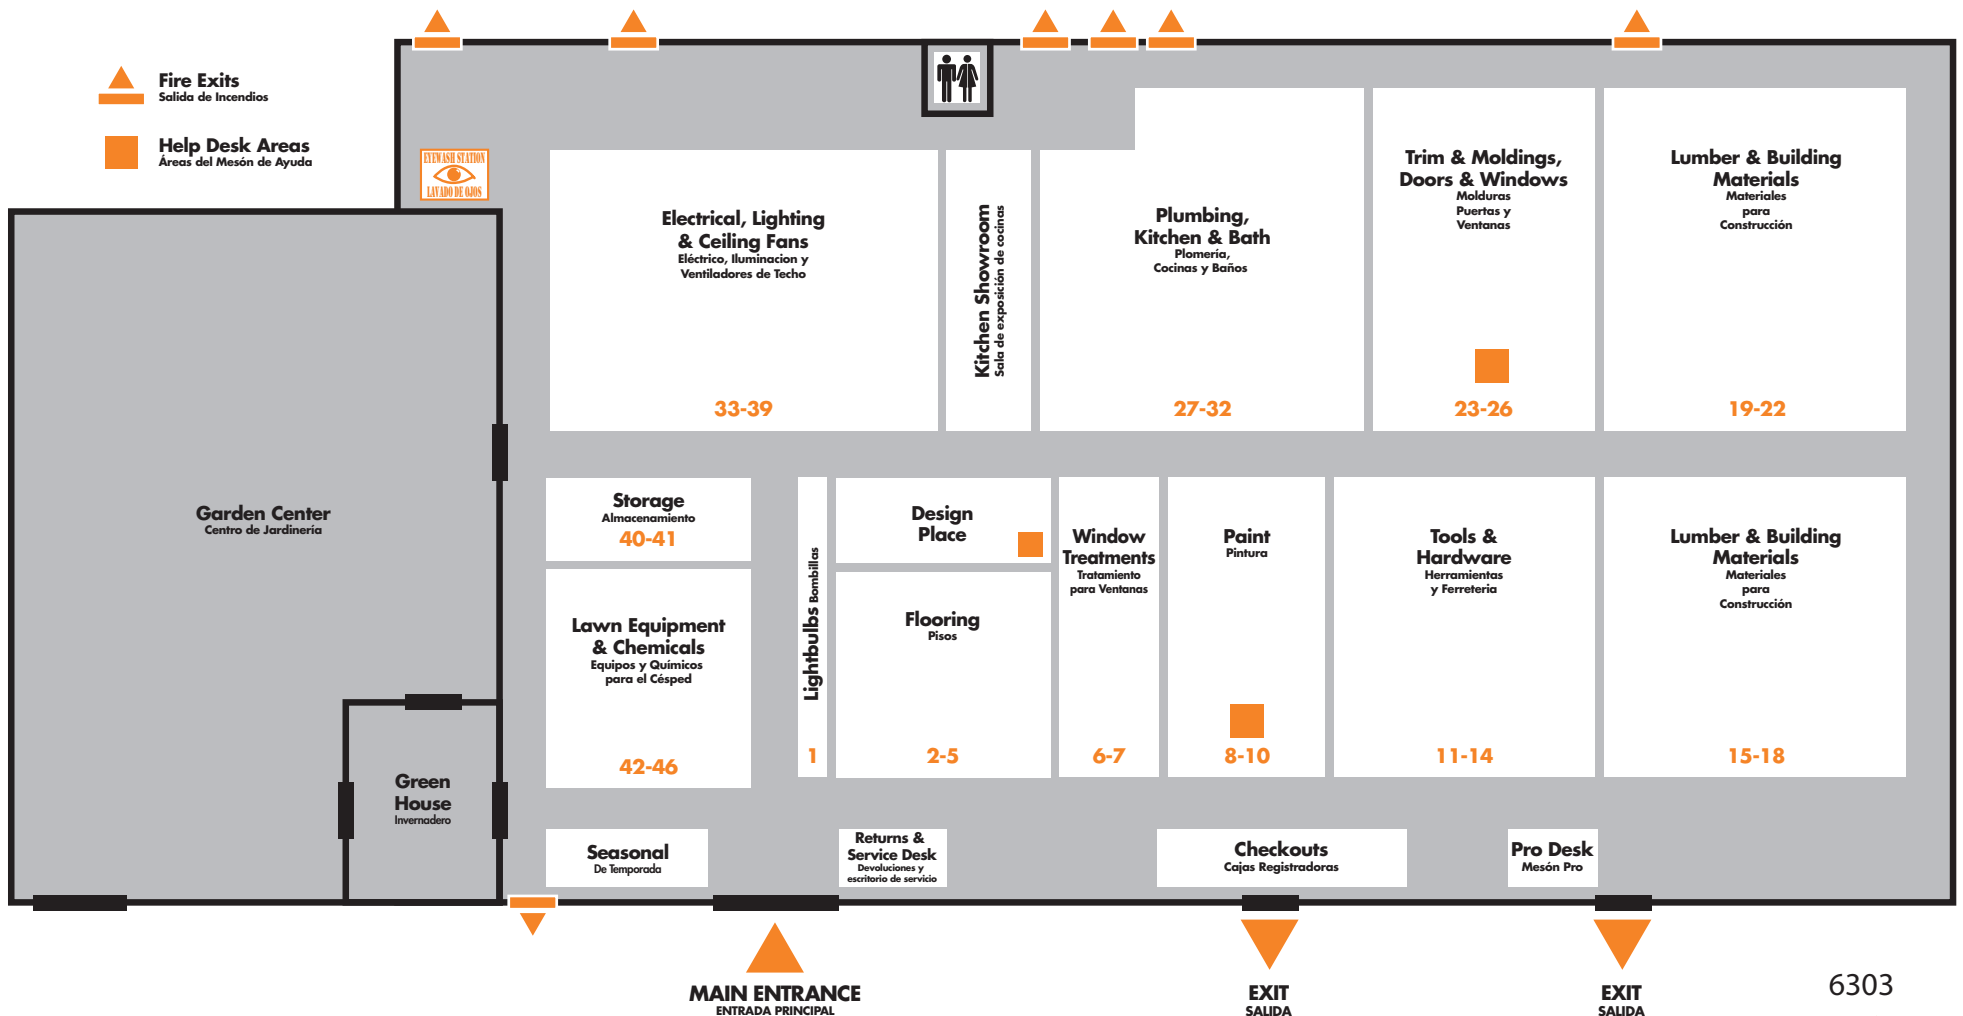 Fire Exits
Salida de Incendios
Help Desk Areas
Áreas del Mesón de Ayuda
EYEWASH STATION
LAVADO DE OJOS
Electrical, Lighting
& Ceiling Fans
Eléctrico, Iluminacion y
Ventiladores de Techo
33-39
Kitchen Showroom
Sala de exposición de cocinas
Plumbing,
Kitchen & Bath
Plomería,
Cocinas y Baños
27-32
Trim & Moldings,
Doors & Windows
Molduras
Puertas y
Ventanas
23-26
Lumber & Building
Materials
Materiales
para
Construcción
19-22
Garden Center
Centro de Jardineria
Storage
Almacenamiento
40-41
Lawn Equipment
& Chemicals
Equipos y Químicos
para el Césped
42-46
Lightbulbs Bombillas
1
Design
Place
Flooring
Pisos
2-5
Window
Treatments
Tratamiento
para Ventanas
6-7
Paint
Pintura
8-10
Tools &
Hardware
Herramientas
y Ferreteria
11-14
Lumber & Building
Materials
Materiales
para
Construcción
15-18
Green
House
Invernadero
Seasonal
De Temporada
Returns &
Service Desk
Devoluciones y
escritorio de servicio
Checkouts
Cajas Registradoras
Pro Desk
Mesón Pro
MAIN ENTRANCE
ENTRADA PRINCIPAL
EXIT
SALIDA
EXIT
SALIDA
6303